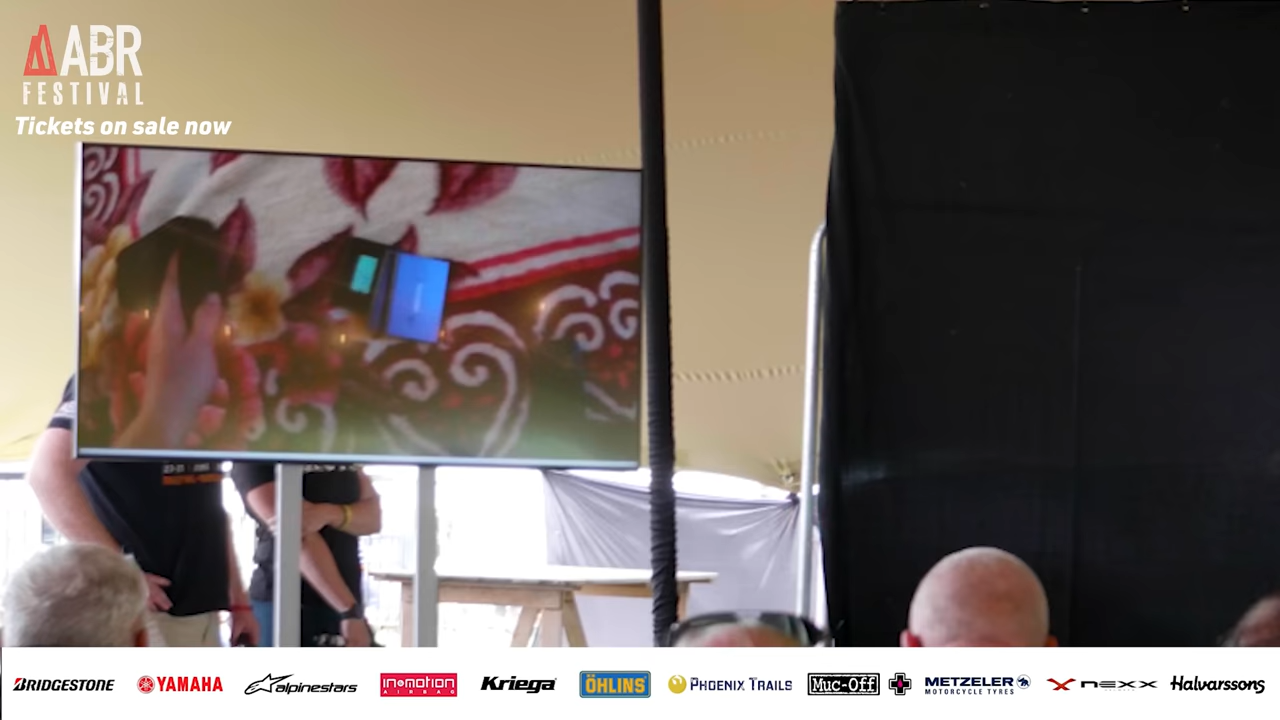 ABR
FESTIVAL
Tickets on sale now
BRIDGESTONE
YAMAHA
alpinestars
in&motion
AIRBAG
Kriega
ÖHLINS
PHOENIX TRAILS
Muc-Off
METZELER
MOTORCYCLE TYRES
NEXX
Halvarssons